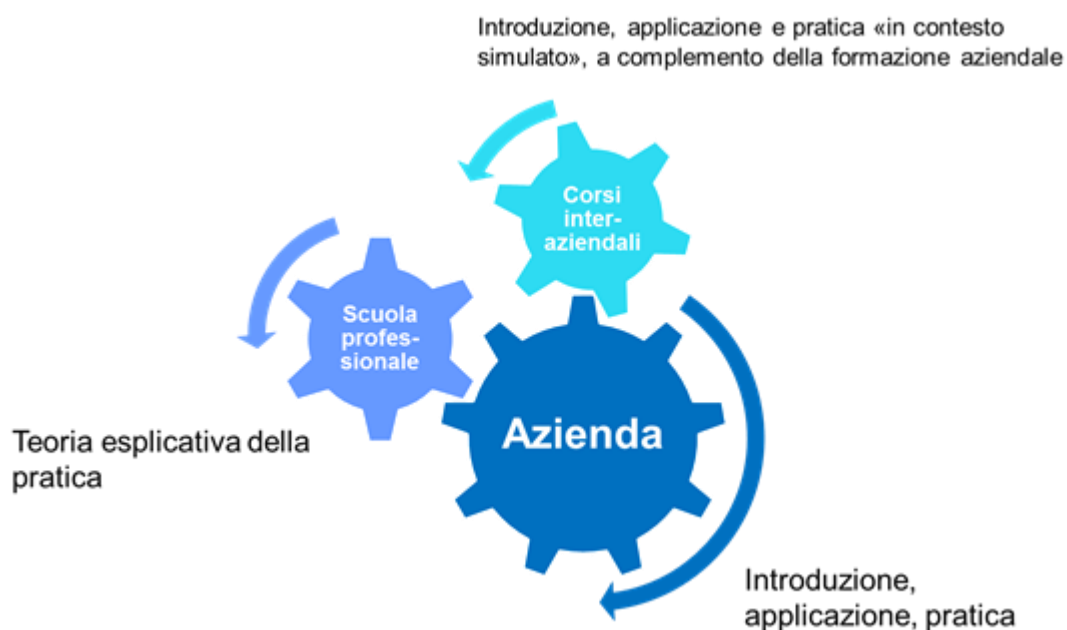 Introduzione, applicazione e pratica «in contesto
simulato», a complemento della formazione aziendale
Corsi
inter-
aziendali
Scuola
profes-
sionale
Azienda
Teoria esplicativa della
pratica
Introduzione,
applicazione, pratica